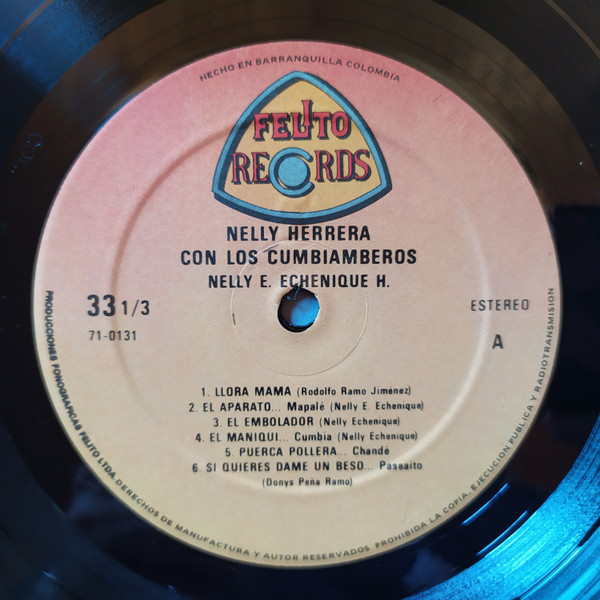 HECHO EN BARRANQUILLA COLOMBIA
FELITO
RECORDS
NELLY HERRERA
CON LOS CUMBIAMBEROS
NELLY E. ECHENIQUE H.
33 1/3
71-0131
ESTEREO
A
1. LLORA MAMA (Rodolfo Ramo Jiménez)
2. EL APARATO... Mapalé (Nelly E. Echenique)
3. EL EMBOLADOR (Nelly Echenique)
4. EL MANIQUI... Cumbia (Nelly Echenique)
5. PUERCA POLLERA... Chandé
6. SI QUIERES DAME UN BESO... Paseaito
(Donys Peña Ramo)
PRODUCCIONES FONOGRAFICAS FELITO LTDA. DERECHOS DE MANUFACTURA Y AUTOR RESERVADOS PROHIBIDA LA COPIA, EJECUCION PUBLICA Y RADIOTRANSMISION